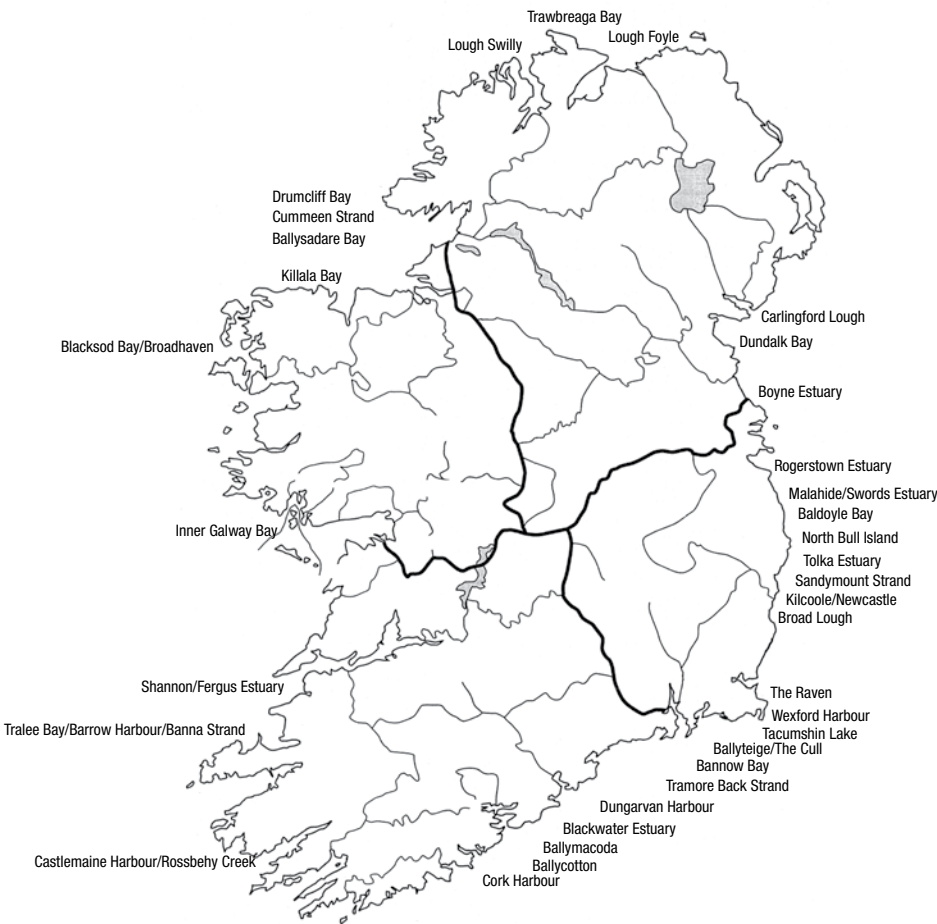 Trawbreaga Bay
Lough Foyle
Lough Swilly
Drumcliff Bay
Cummeen Strand
Ballysadare Bay
Killala Bay
Carlingford Lough
Dundalk Bay
Blacksod Bay/Broadhaven
Boyne Estuary
Rogerstown Estuary
Malahide/Swords Estuary
Baldoyle Bay
Inner Galway Bay
North Bull Island
Tolka Estuary
Sandymount Strand
Kilcoole/Newcastle
Broad Lough
Shannon/Fergus Estuary
The Raven
Wexford Harbour
Tralee Bay/Barrow Harbour/Banna Strand
Tacumshin Lake
Ballyteige/The Cull
Bannow Bay
Tramore Back Strand
Dungarvan Harbour
Blackwater Estuary
Ballymacoda
Castlemaine Harbour/Rossbehy Creek
Ballycotton
Cork Harbour